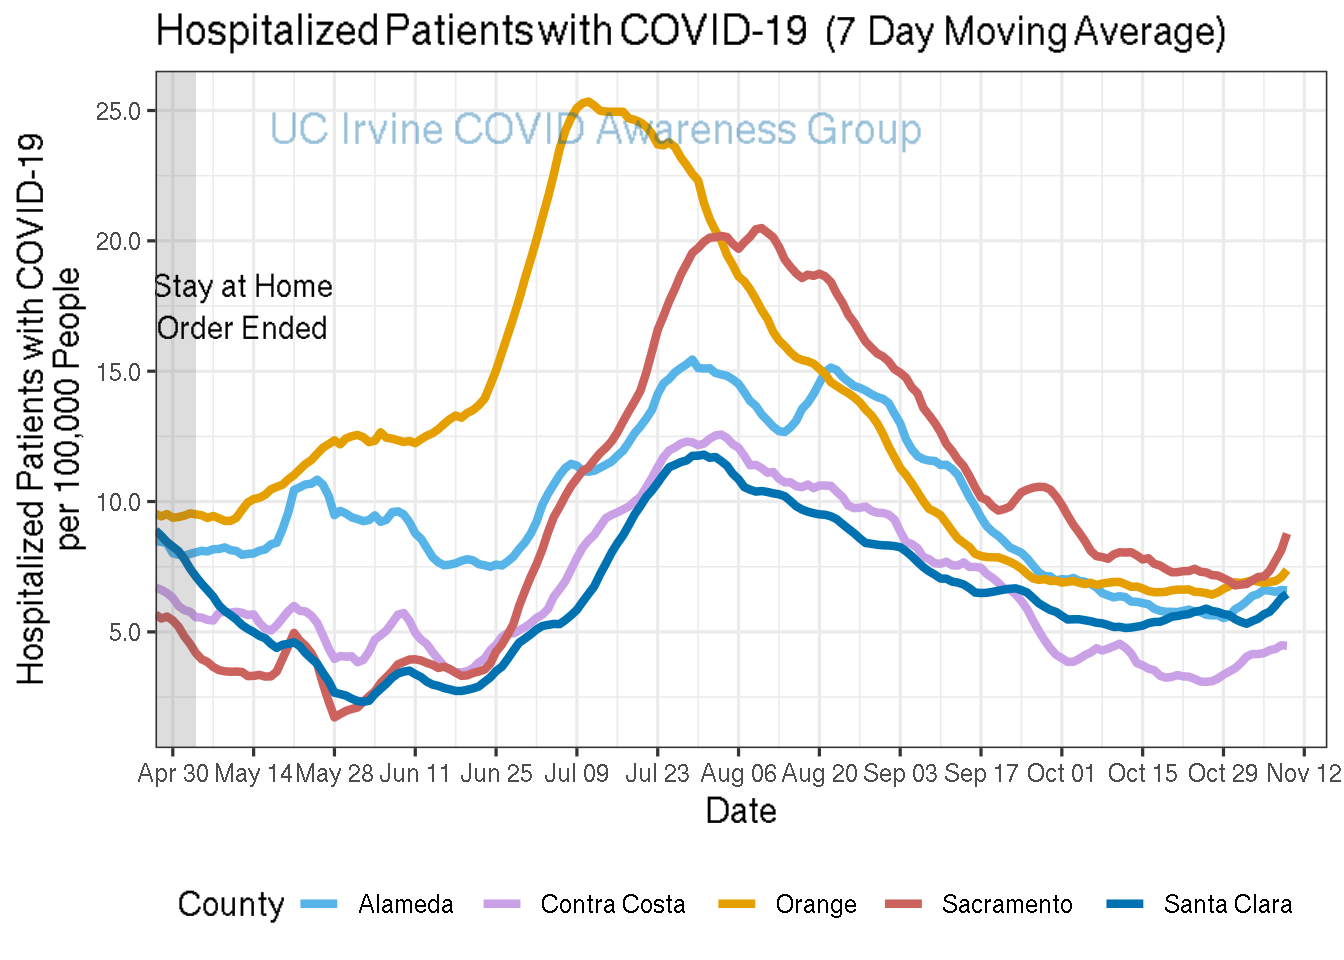 Hospitalized Patients with COVID-19 (7 Day Moving Average)
UC Irvine COVID Awareness Group
Hospitalized Patients with COVID-19
per 100,000 People
25.0
20.0
15.0
10.0
5.0
Stay at Home
Order Ended
Apr 30 May 14 May 28 Jun 11 Jun 25 Jul 09 Jul 23 Aug 06 Aug 20 Sep 03 Sep 17 Oct 01 Oct 15 Oct 29 Nov 12
Date
County Alameda Contra Costa Orange Sacramento Santa Clara